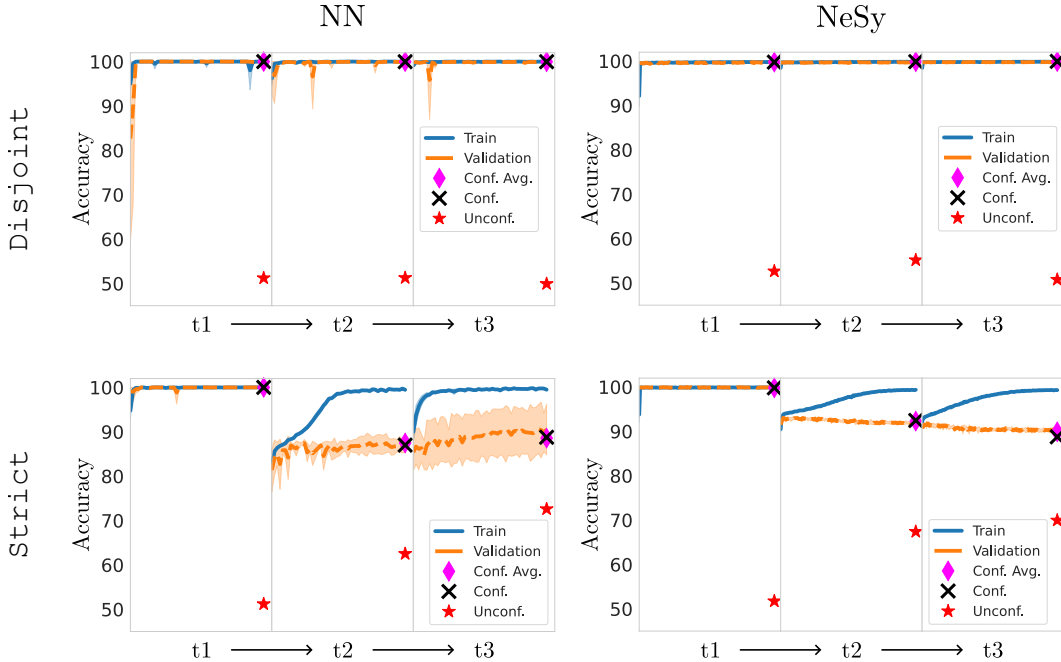 NN
NeSy
Disjoint
Accuracy
100
90
80
70
60
50
Train
Validation
Conf. Avg.
Conf.
Unconf.
t1
t2
t3
Accuracy
100
90
80
70
60
50
Train
Validation
Conf. Avg.
Conf.
Unconf.
t1
t2
t3
Strict
Accuracy
100
90
80
70
60
50
Train
Validation
Conf. Avg.
Conf.
Unconf.
t1
t2
t3
Accuracy
100
90
80
70
60
50
Train
Validation
Conf. Avg.
Conf.
Unconf.
t1
t2
t3